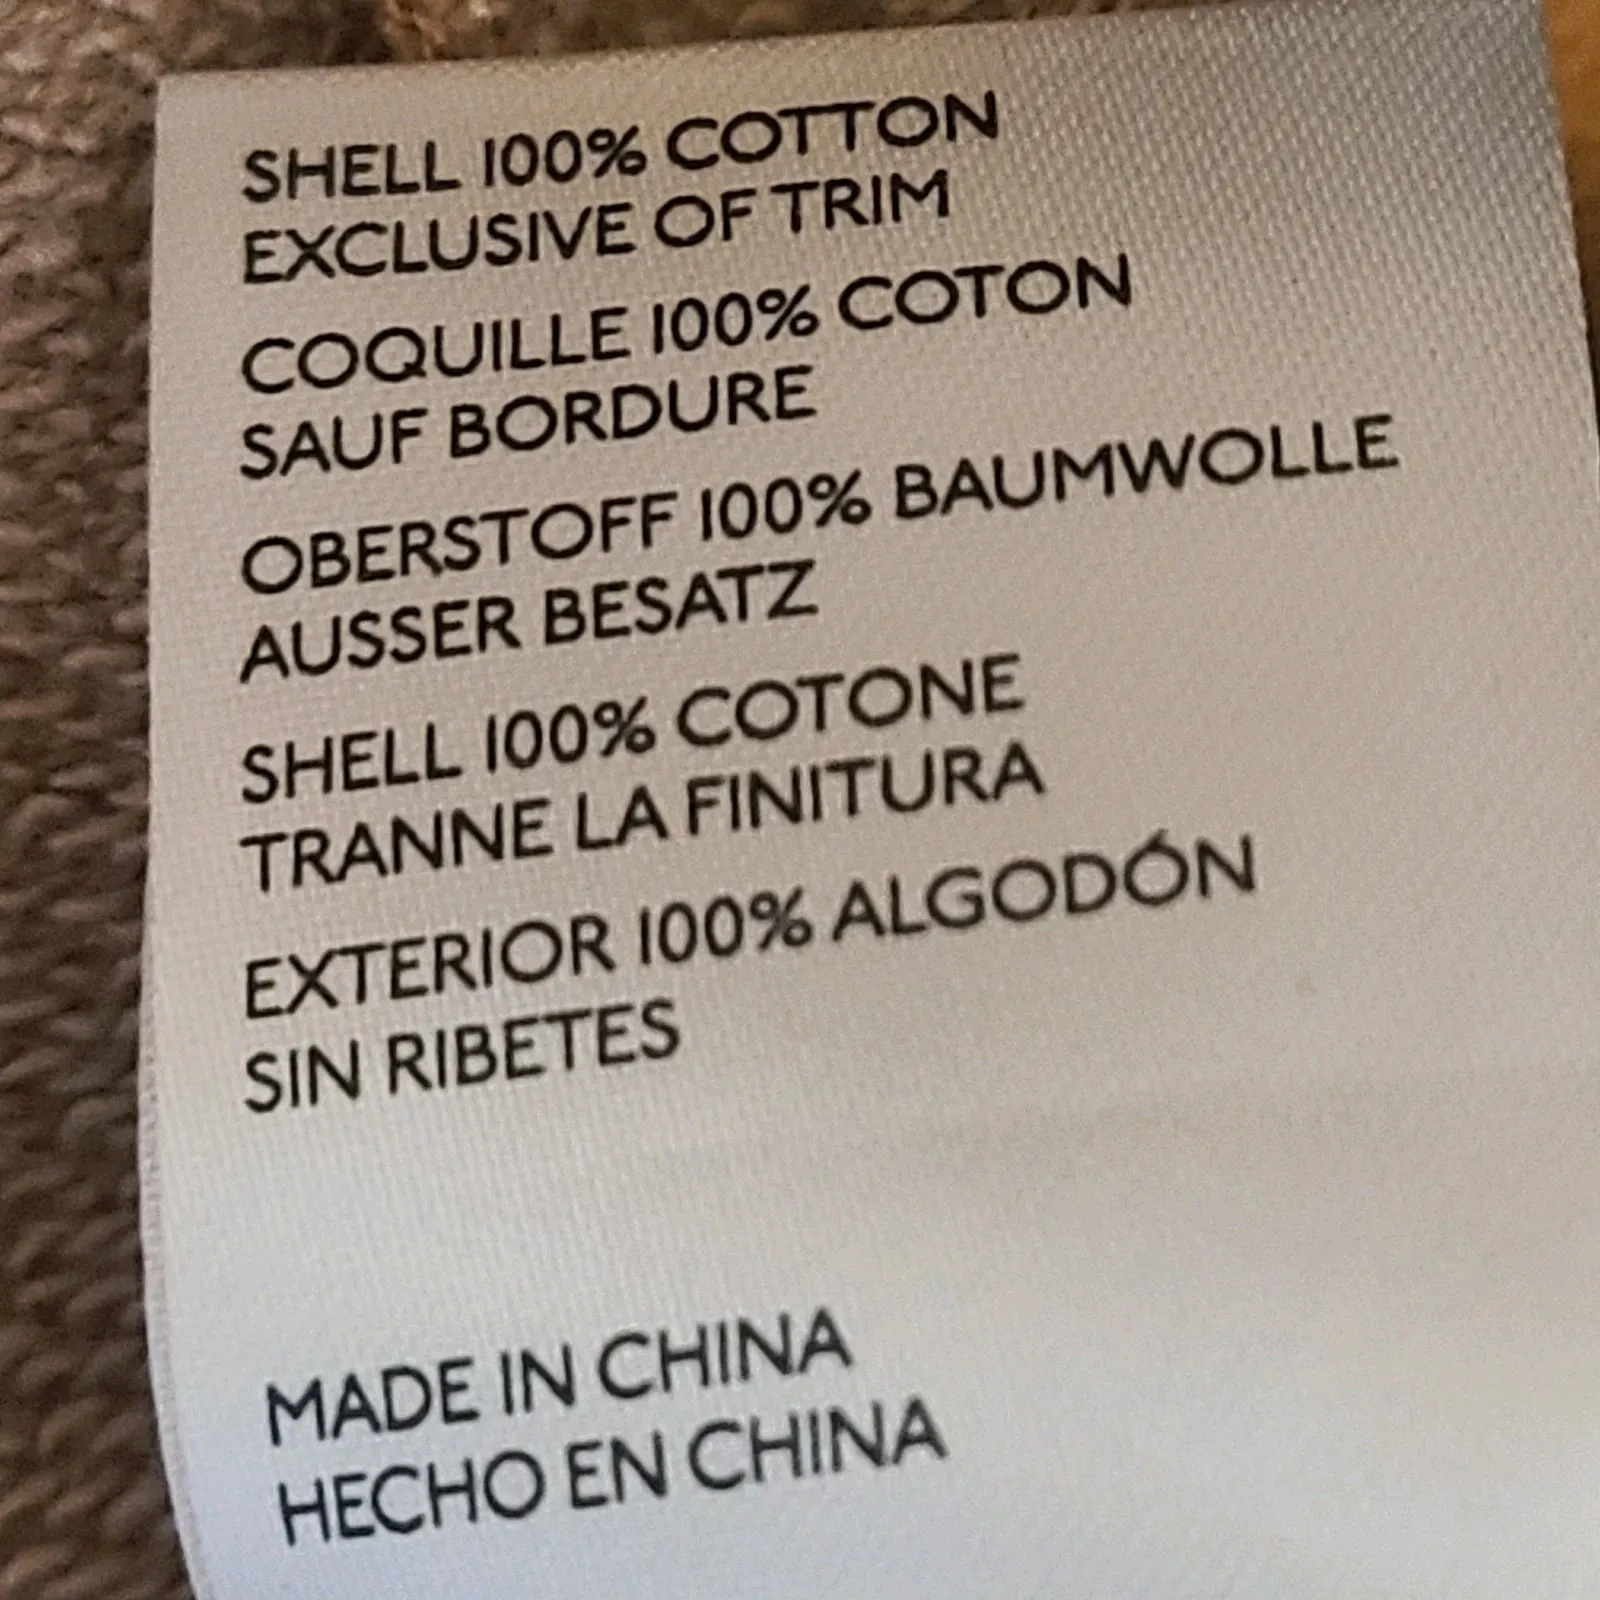 SHELL 100% COTTON
EXCLUSIVE OF TRIM
COQUILLE 100% COTON
SAUF BORDURE
OBERSTOFF 100% BAUMWOLLE
AUSSER BESATZ
SHELL 100% COTONE
TRANNE LA FINITURA
EXTERIOR 100% ALGODÓN
SIN RIBETES
MADE IN CHINA
HECHO EN CHINA